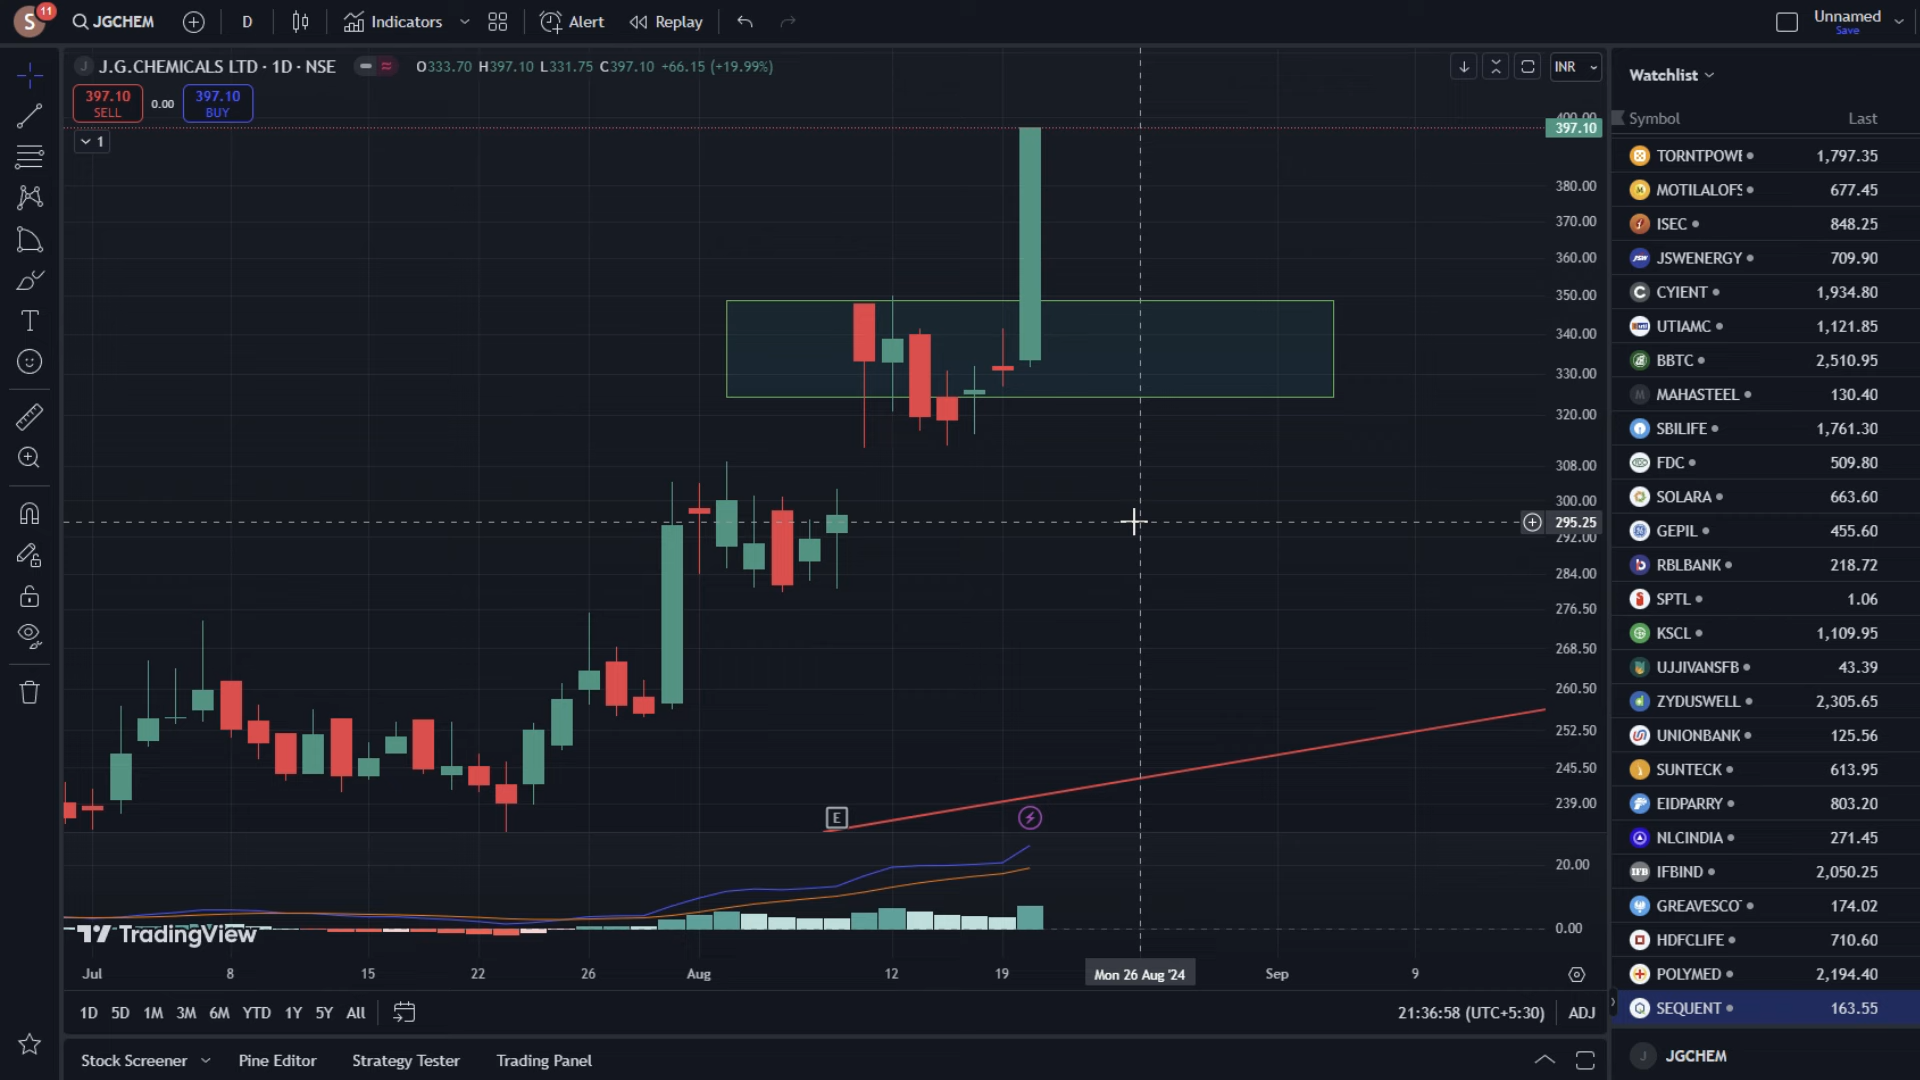 S 11 JGCHEM D Indicators Alert Replay Unnamed
Save
J J.G.CHEMICALS LTD · 1D · NSE O333.70 H397.10 L331.75 C397.10 +66.15 (+19.99%) INR
397.10 SELL 0.00 397.10 BUY
1
400.00
397.10
380.00
370.00
360.00
350.00
340.00
330.00
320.00
308.00
300.00
295.25
292.00
284.00
276.50
268.50
260.50
252.50
245.50
239.00
E
20.00
0.00
TradingView
Jul 8 15 22 26 Aug 12 19 Mon 26 Aug '24 Sep 9
1D 5D 1M 3M 6M YTD 1Y 5Y All 21:36:58 (UTC+5:30) ADJ
Stock Screener Pine Editor Strategy Tester Trading Panel
Watchlist
Symbol Last
TORNTPOWE 1,797.35
MOTILALOFS 677.45
ISEC 848.25
JSWENERGY 709.90
CYIENT 1,934.80
UTIAMC 1,121.85
BBTC 2,510.95
MAHASTEEL 130.40
SBILIFE 1,761.30
FDC 509.80
SOLARA 663.60
GEPIL 455.60
RBLBANK 218.72
SPTL 1.06
KSCL 1,109.95
UJJIVANSFB 43.39
ZYDUSWELL 2,305.65
UNIONBANK 125.56
SUNTECK 613.95
EIDPARRY 803.20
NLCINDIA 271.45
IFBIND 2,050.25
GREAVESCOT 174.02
HDFCLIFE 710.60
POLYMED 2,194.40
SEQUENT 163.55
J JGCHEM